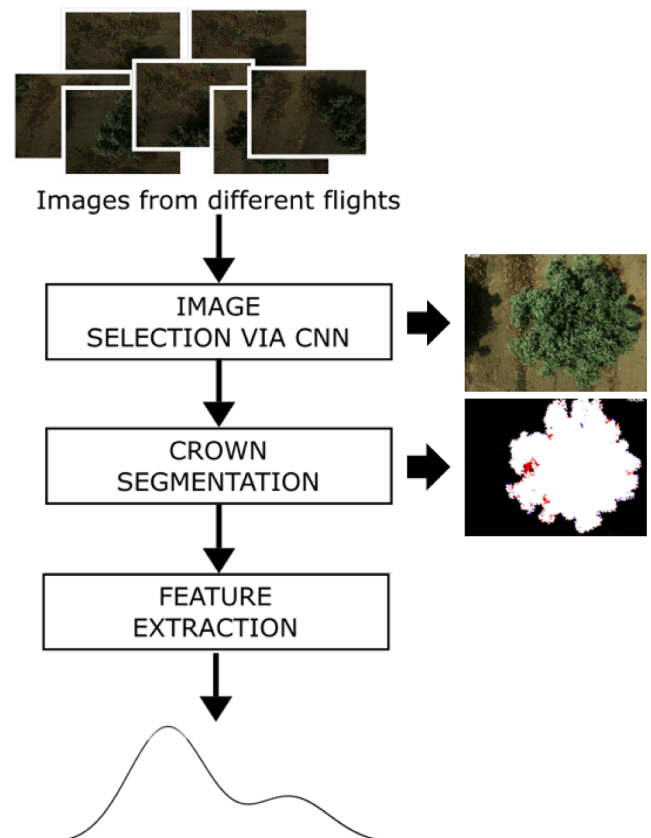 Images from different flights
IMAGE
SELECTION VIA CNN
CROWN
SEGMENTATION
FEATURE
EXTRACTION